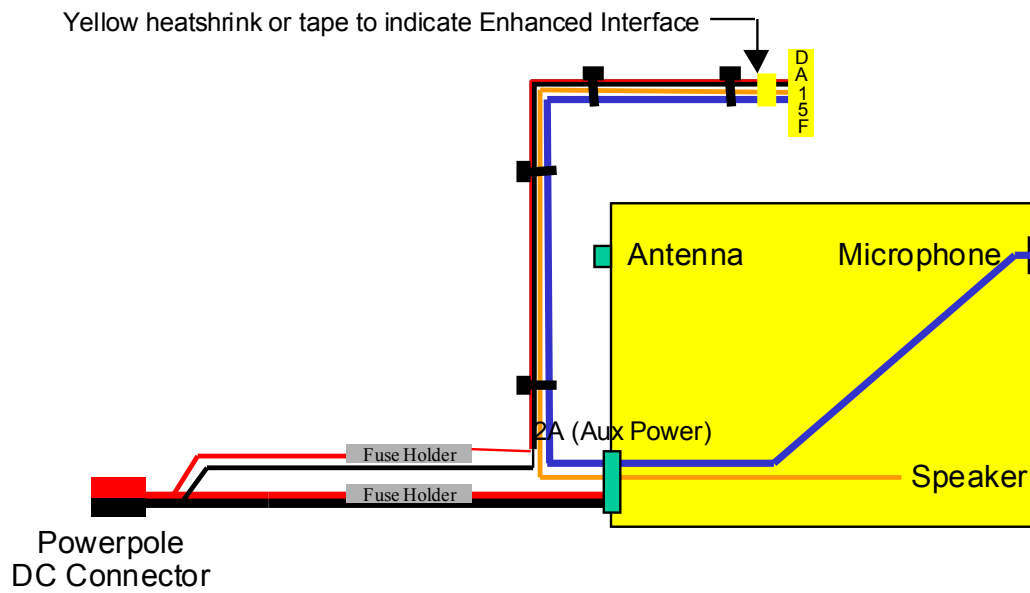 Yellow heatshrink or tape to indicate Enhanced Interface
D
A
1
5
F
Antenna
Microphone
2A (Aux Power)
Fuse Holder
Speaker
Fuse Holder
Powerpole
DC Connector